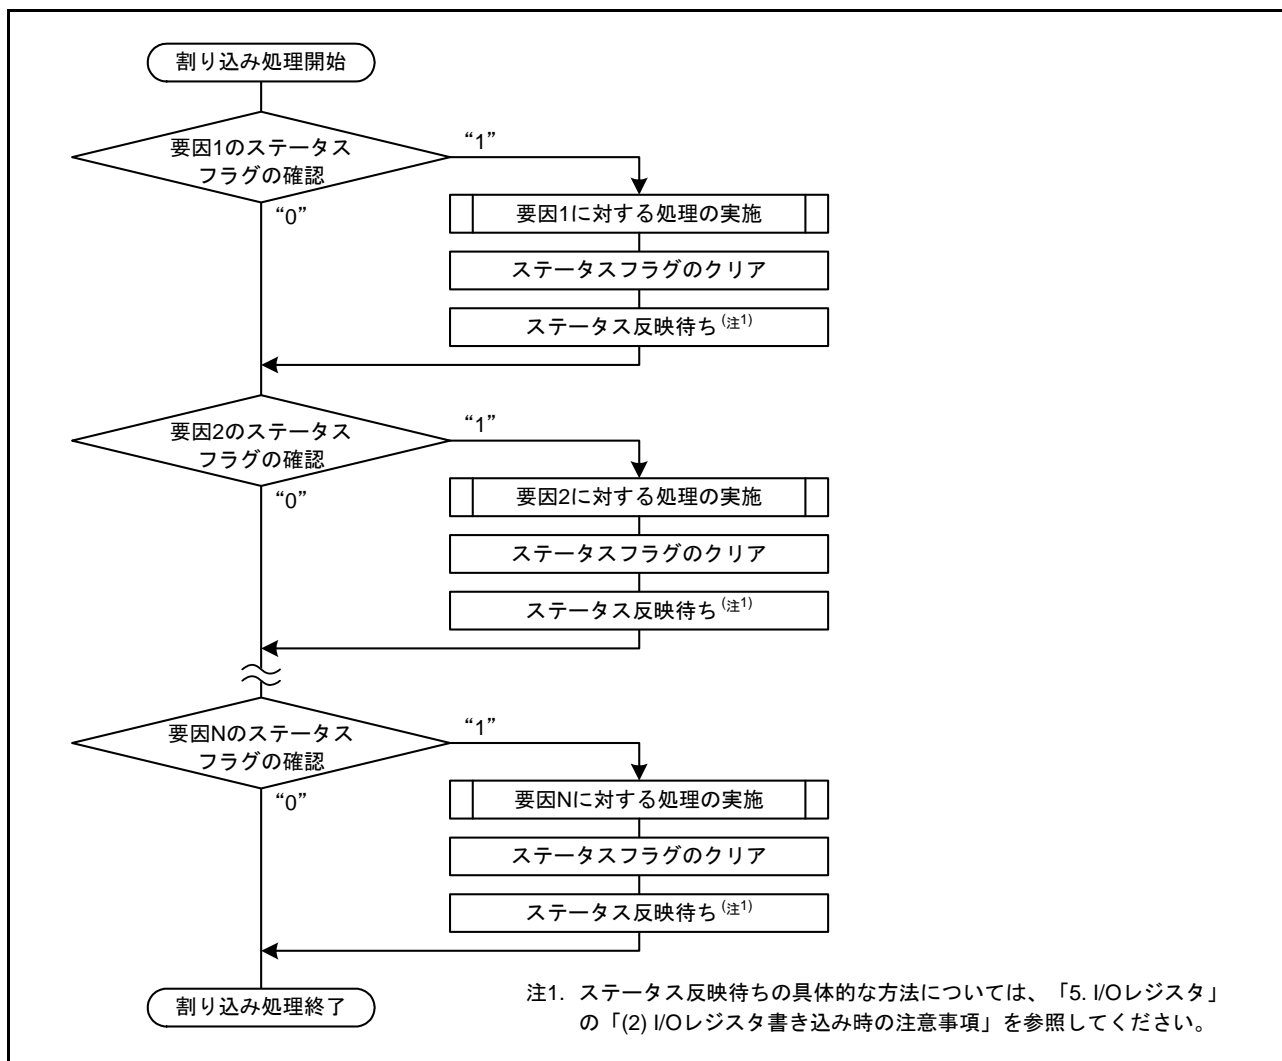 割り込み処理開始
要因1のステータス
フラグの確認
“1”
“0”
要因1に対する処理の実施
ステータスフラグのクリア
ステータス反映待ち(注1)
要因2のステータス
フラグの確認
“1”
“0”
要因2に対する処理の実施
ステータスフラグのクリア
ステータス反映待ち(注1)
要因Nのステータス
フラグの確認
“1”
“0”
要因Nに対する処理の実施
ステータスフラグのクリア
ステータス反映待ち(注1)
割り込み処理終了
注1. ステータス反映待ちの具体的な方法については、「5. I/Oレジスタ」
の「(2) I/Oレジスタ書き込み時の注意事項」を参照してください。